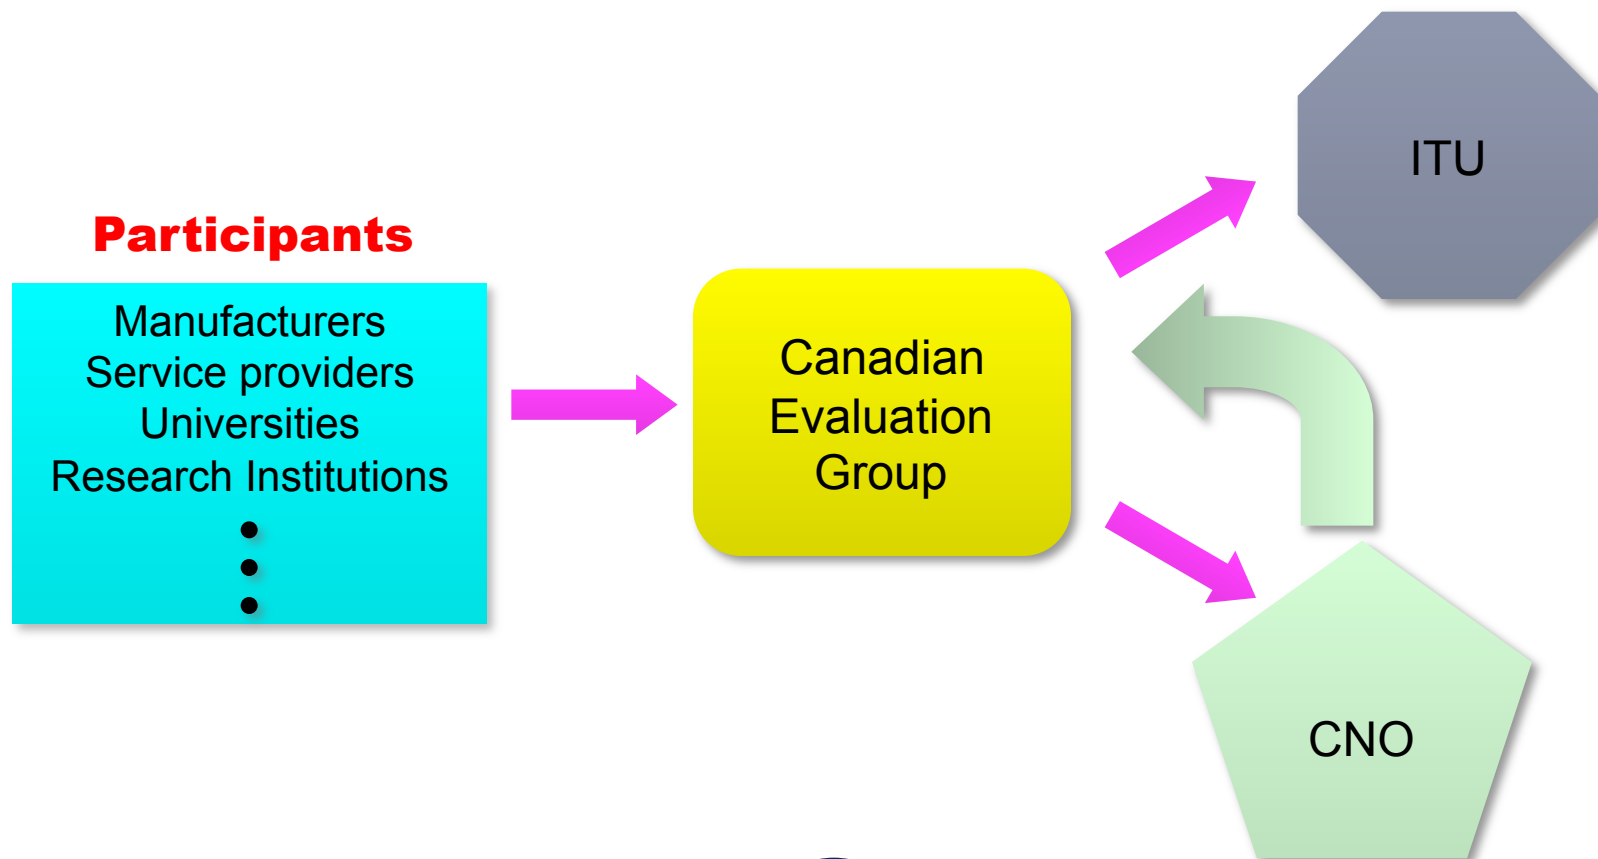 Participants
Manufacturers
Service providers
Universities
Research Institutions
Canadian
Evaluation
Group
ITU
CNO